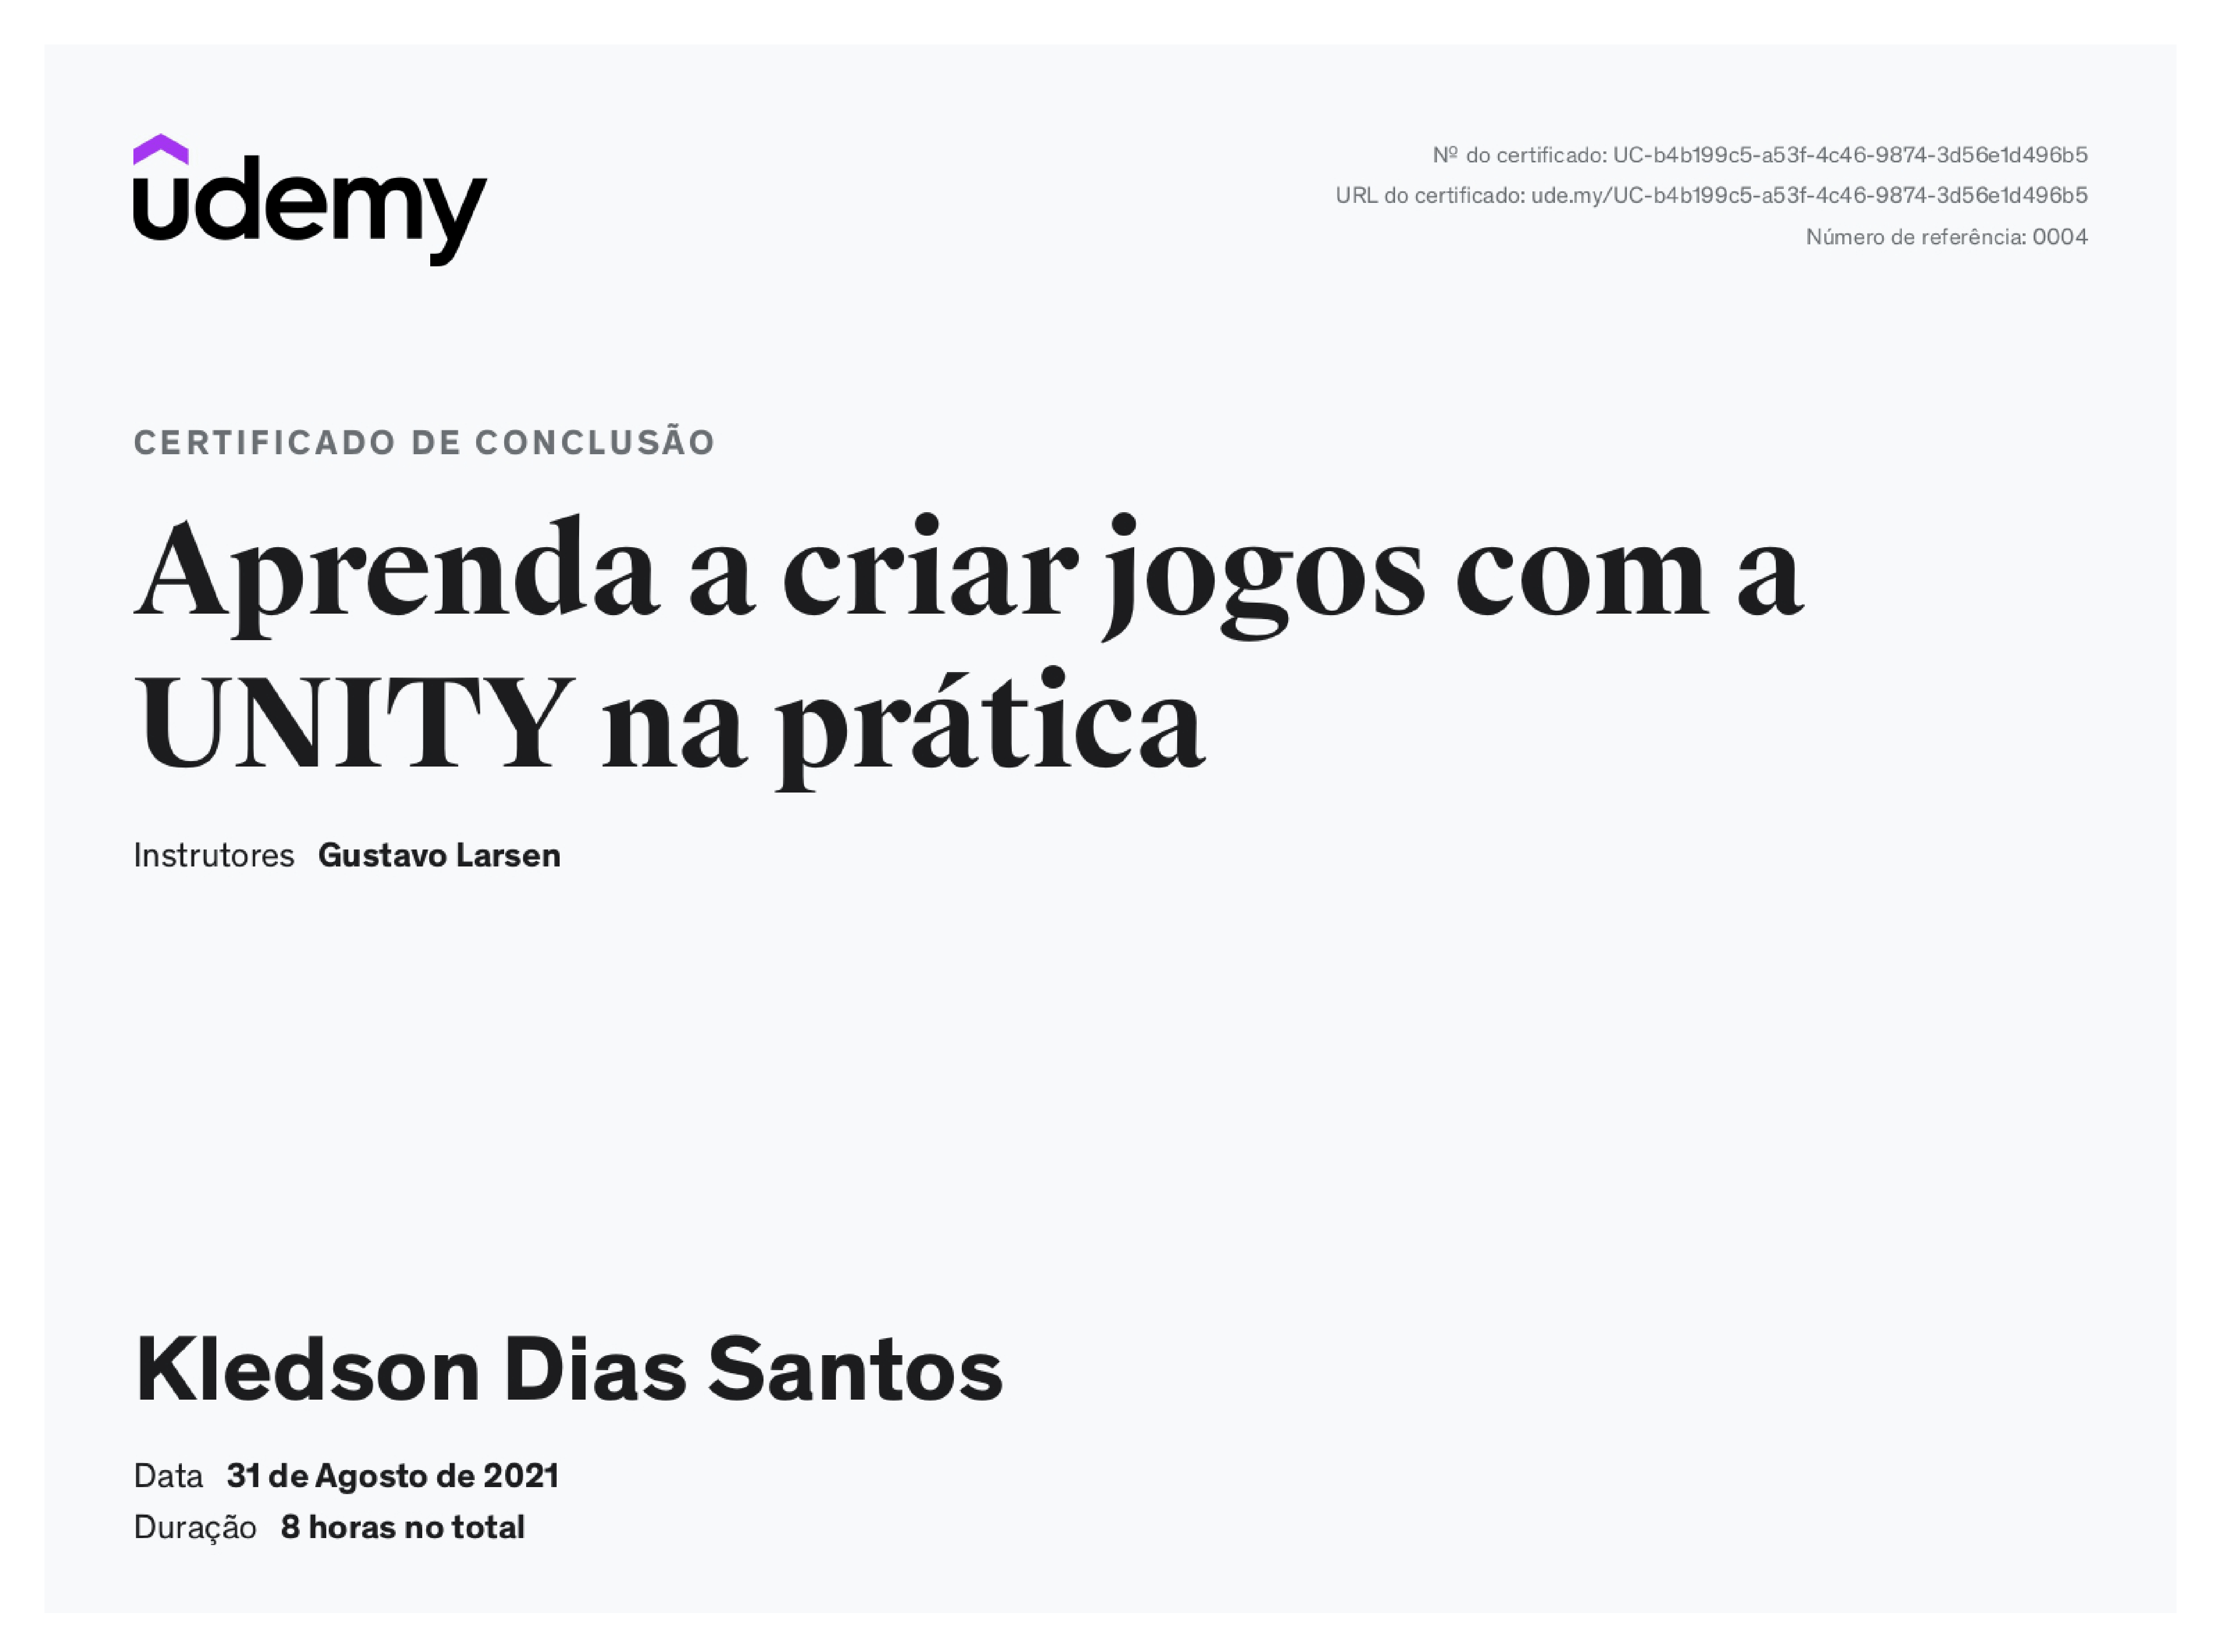 udemy
Nº do certificado: UC-b4b199c5-a53f-4c46-9874-3d56e1d496b5
URL do certificado: ude.my/UC-b4b199c5-a53f-4c46-9874-3d56e1d496b5
Número de referência: 0004
CERTIFICADO DE CONCLUSÃO
Aprenda a criar jogos com a
UNITY na prática
Instrutores Gustavo Larsen
Kledson Dias Santos
Data 31 de Agosto de 2021
Duração 8 horas no total